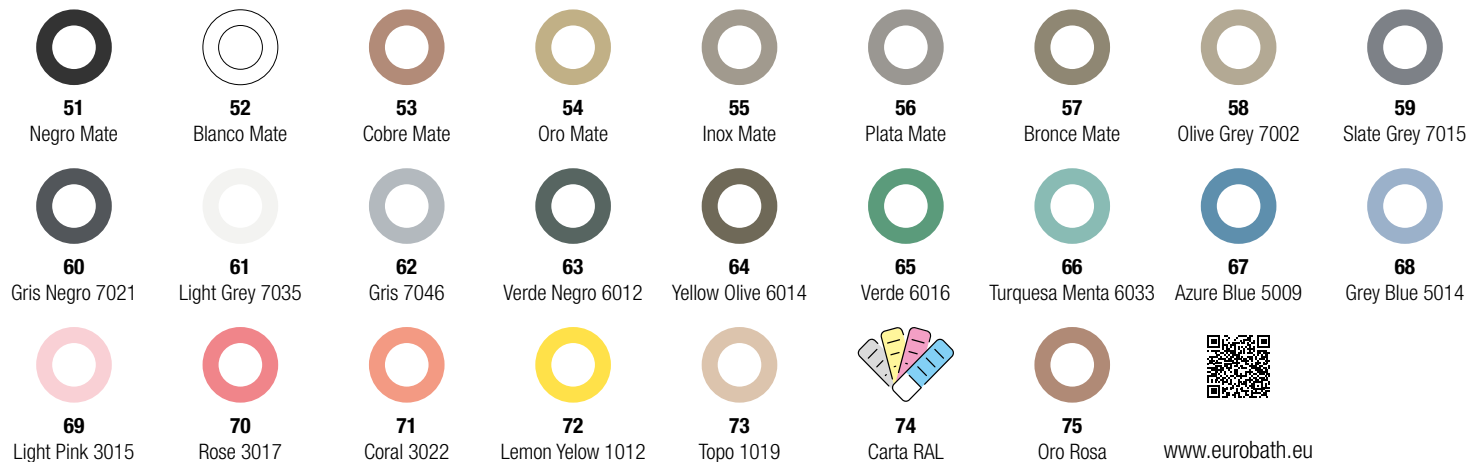 51
Negro Mate
52
Blanco Mate
53
Cobre Mate
54
Oro Mate
55
Inox Mate
56
Plata Mate
57
Bronce Mate
58
Olive Grey 7002
59
Slate Grey 7015
60
Gris Negro 7021
61
Light Grey 7035
62
Gris 7046
63
Verde Negro 6012
64
Yellow Olive 6014
65
Verde 6016
66
Turquesa Menta 6033
67
Azure Blue 5009
68
Grey Blue 5014
69
Light Pink 3015
70
Rose 3017
71
Coral 3022
72
Lemon Yelow 1012
73
Topo 1019
74
Carta RAL
75
Oro Rosa
www.eurobath.eu